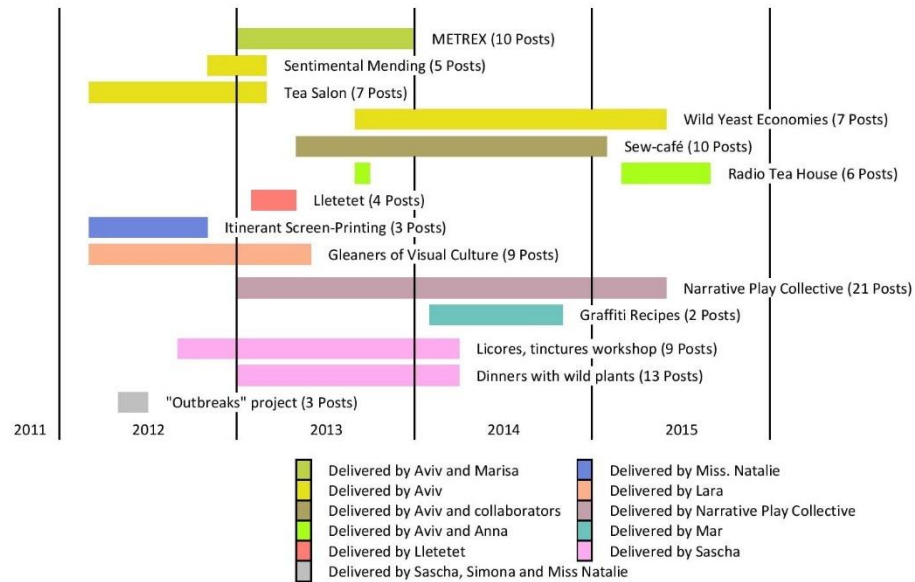 METREX (10 Posts)
Sentimental Mending (5 Posts)
Tea Salon (7 Posts)
Wild Yeast Economies (7 Posts)
Sew-café (10 Posts)
Radio Tea House (6 Posts)
Lletetet (4 Posts)
Itinerant Screen-Printing (3 Posts)
Gleaners of Visual Culture (9 Posts)
Narrative Play Collective (21 Posts)
Graffiti Recipes (2 Posts)
Licores, tinctures workshop (9 Posts)
Dinners with wild plants (13 Posts)
"Outbreaks" project (3 Posts)
2011 2012 2013 2014 2015
Delivered by Aviv and Marisa
Delivered by Aviv
Delivered by Aviv and collaborators
Delivered by Aviv and Anna
Delivered by Lletetet
Delivered by Sascha, Simona and Miss Natalie
Delivered by Miss. Natalie
Delivered by Lara
Delivered by Narrative Play Collective
Delivered by Mar
Delivered by Sascha